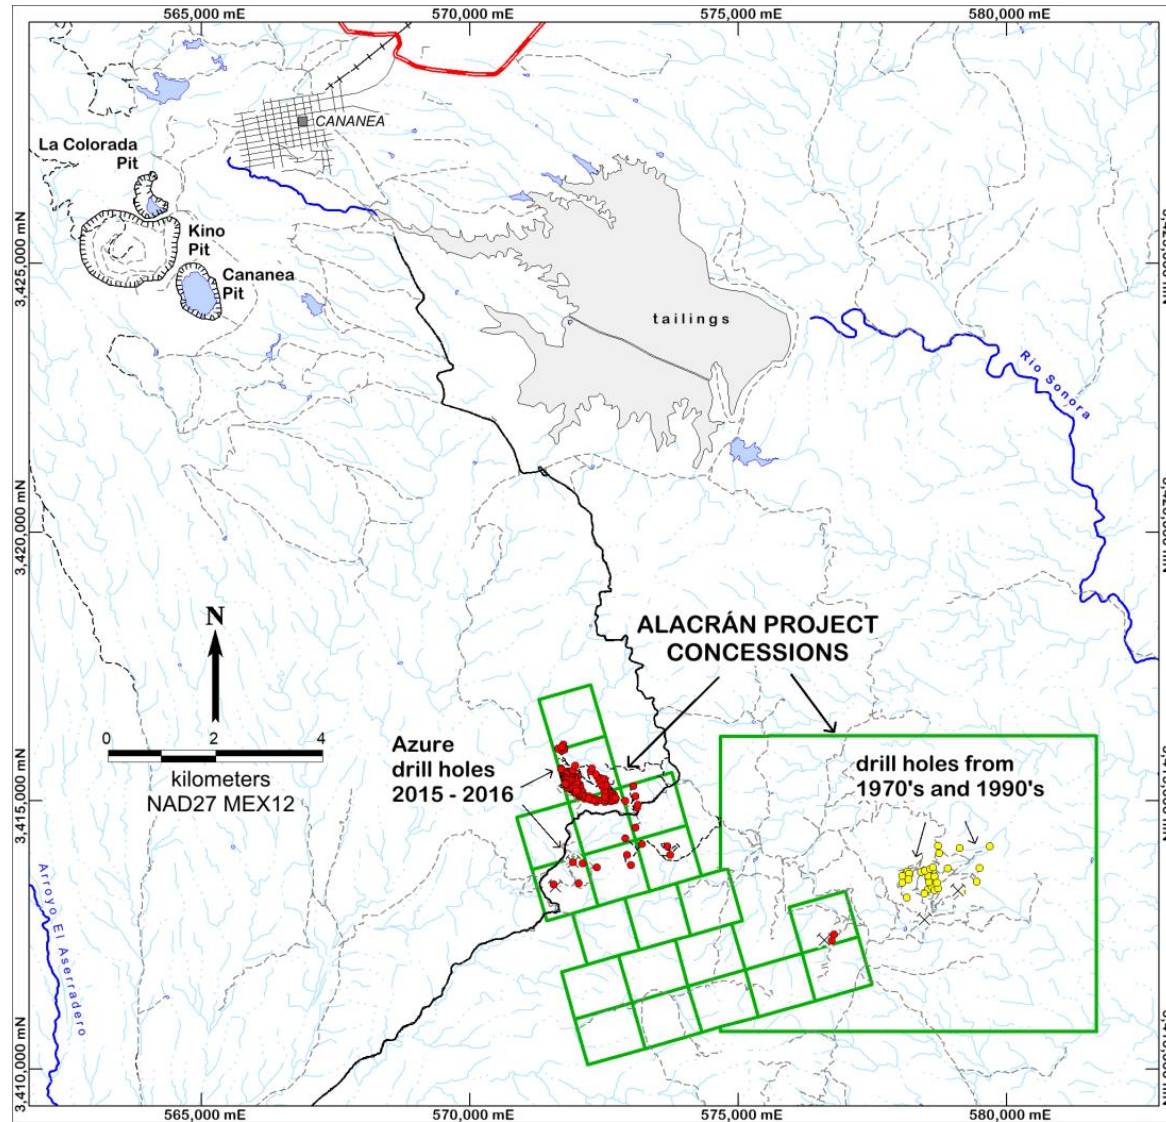 565,000 mE
570,000 mE
575,000 mE
580,000 mE
CANANEA
La Colorada
Pit
Kino
Pit
Cananea
Pit
3,425,000 mN
tailings
Rio Sonora
3,420,000 mN
N
0 2 4
kilometers
NAD27 MEX12
ALACRÁN PROJECT
CONCESSIONS
Azure
drill holes
2015 - 2016
drill holes from
1970's and 1990's
3,415,000 mN
Arroyo El Aserradero
3,410,000 mN
565,000 mE
570,000 mE
575,000 mE
580,000 mE